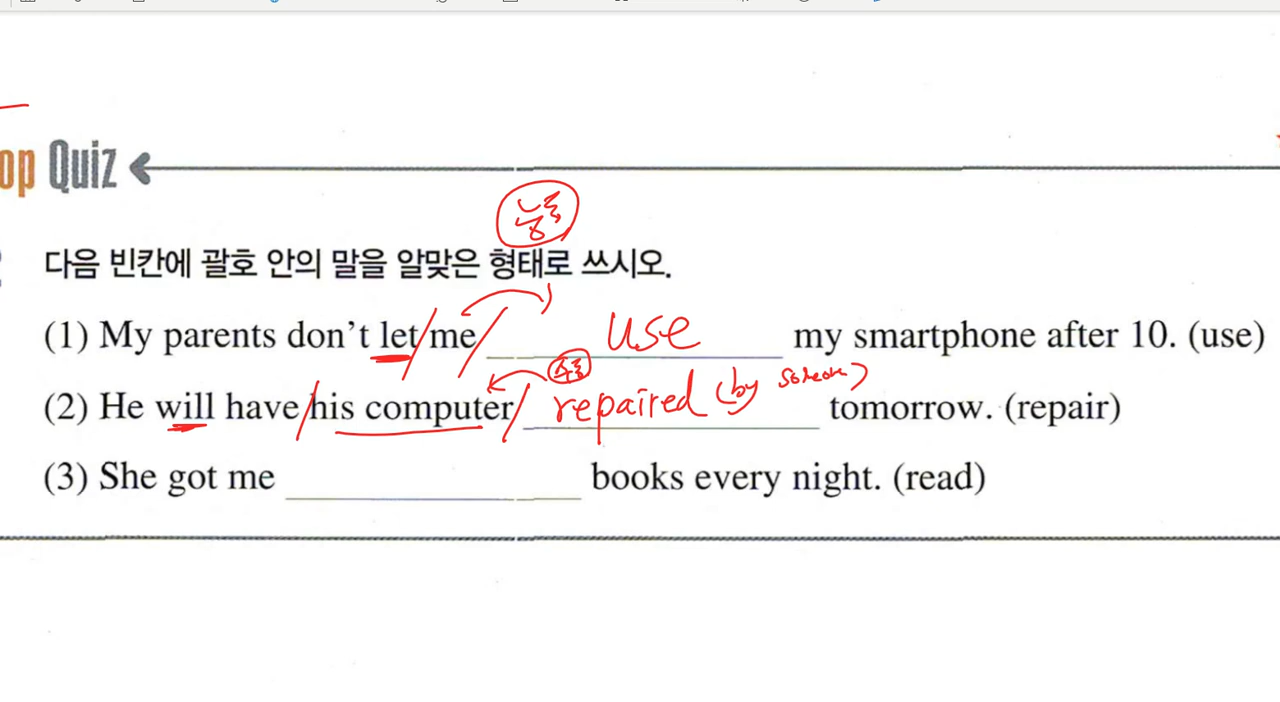 op Quiz
능동
다음 빈칸에 괄호 안의 말을 알맞은 형태로 쓰시오.
(1) My parents don't let/me/ use my smartphone after 10. (use)
수동
(2) He will have/his computer/ repaired (by someone) tomorrow. (repair)
(3) She got me books every night. (read)